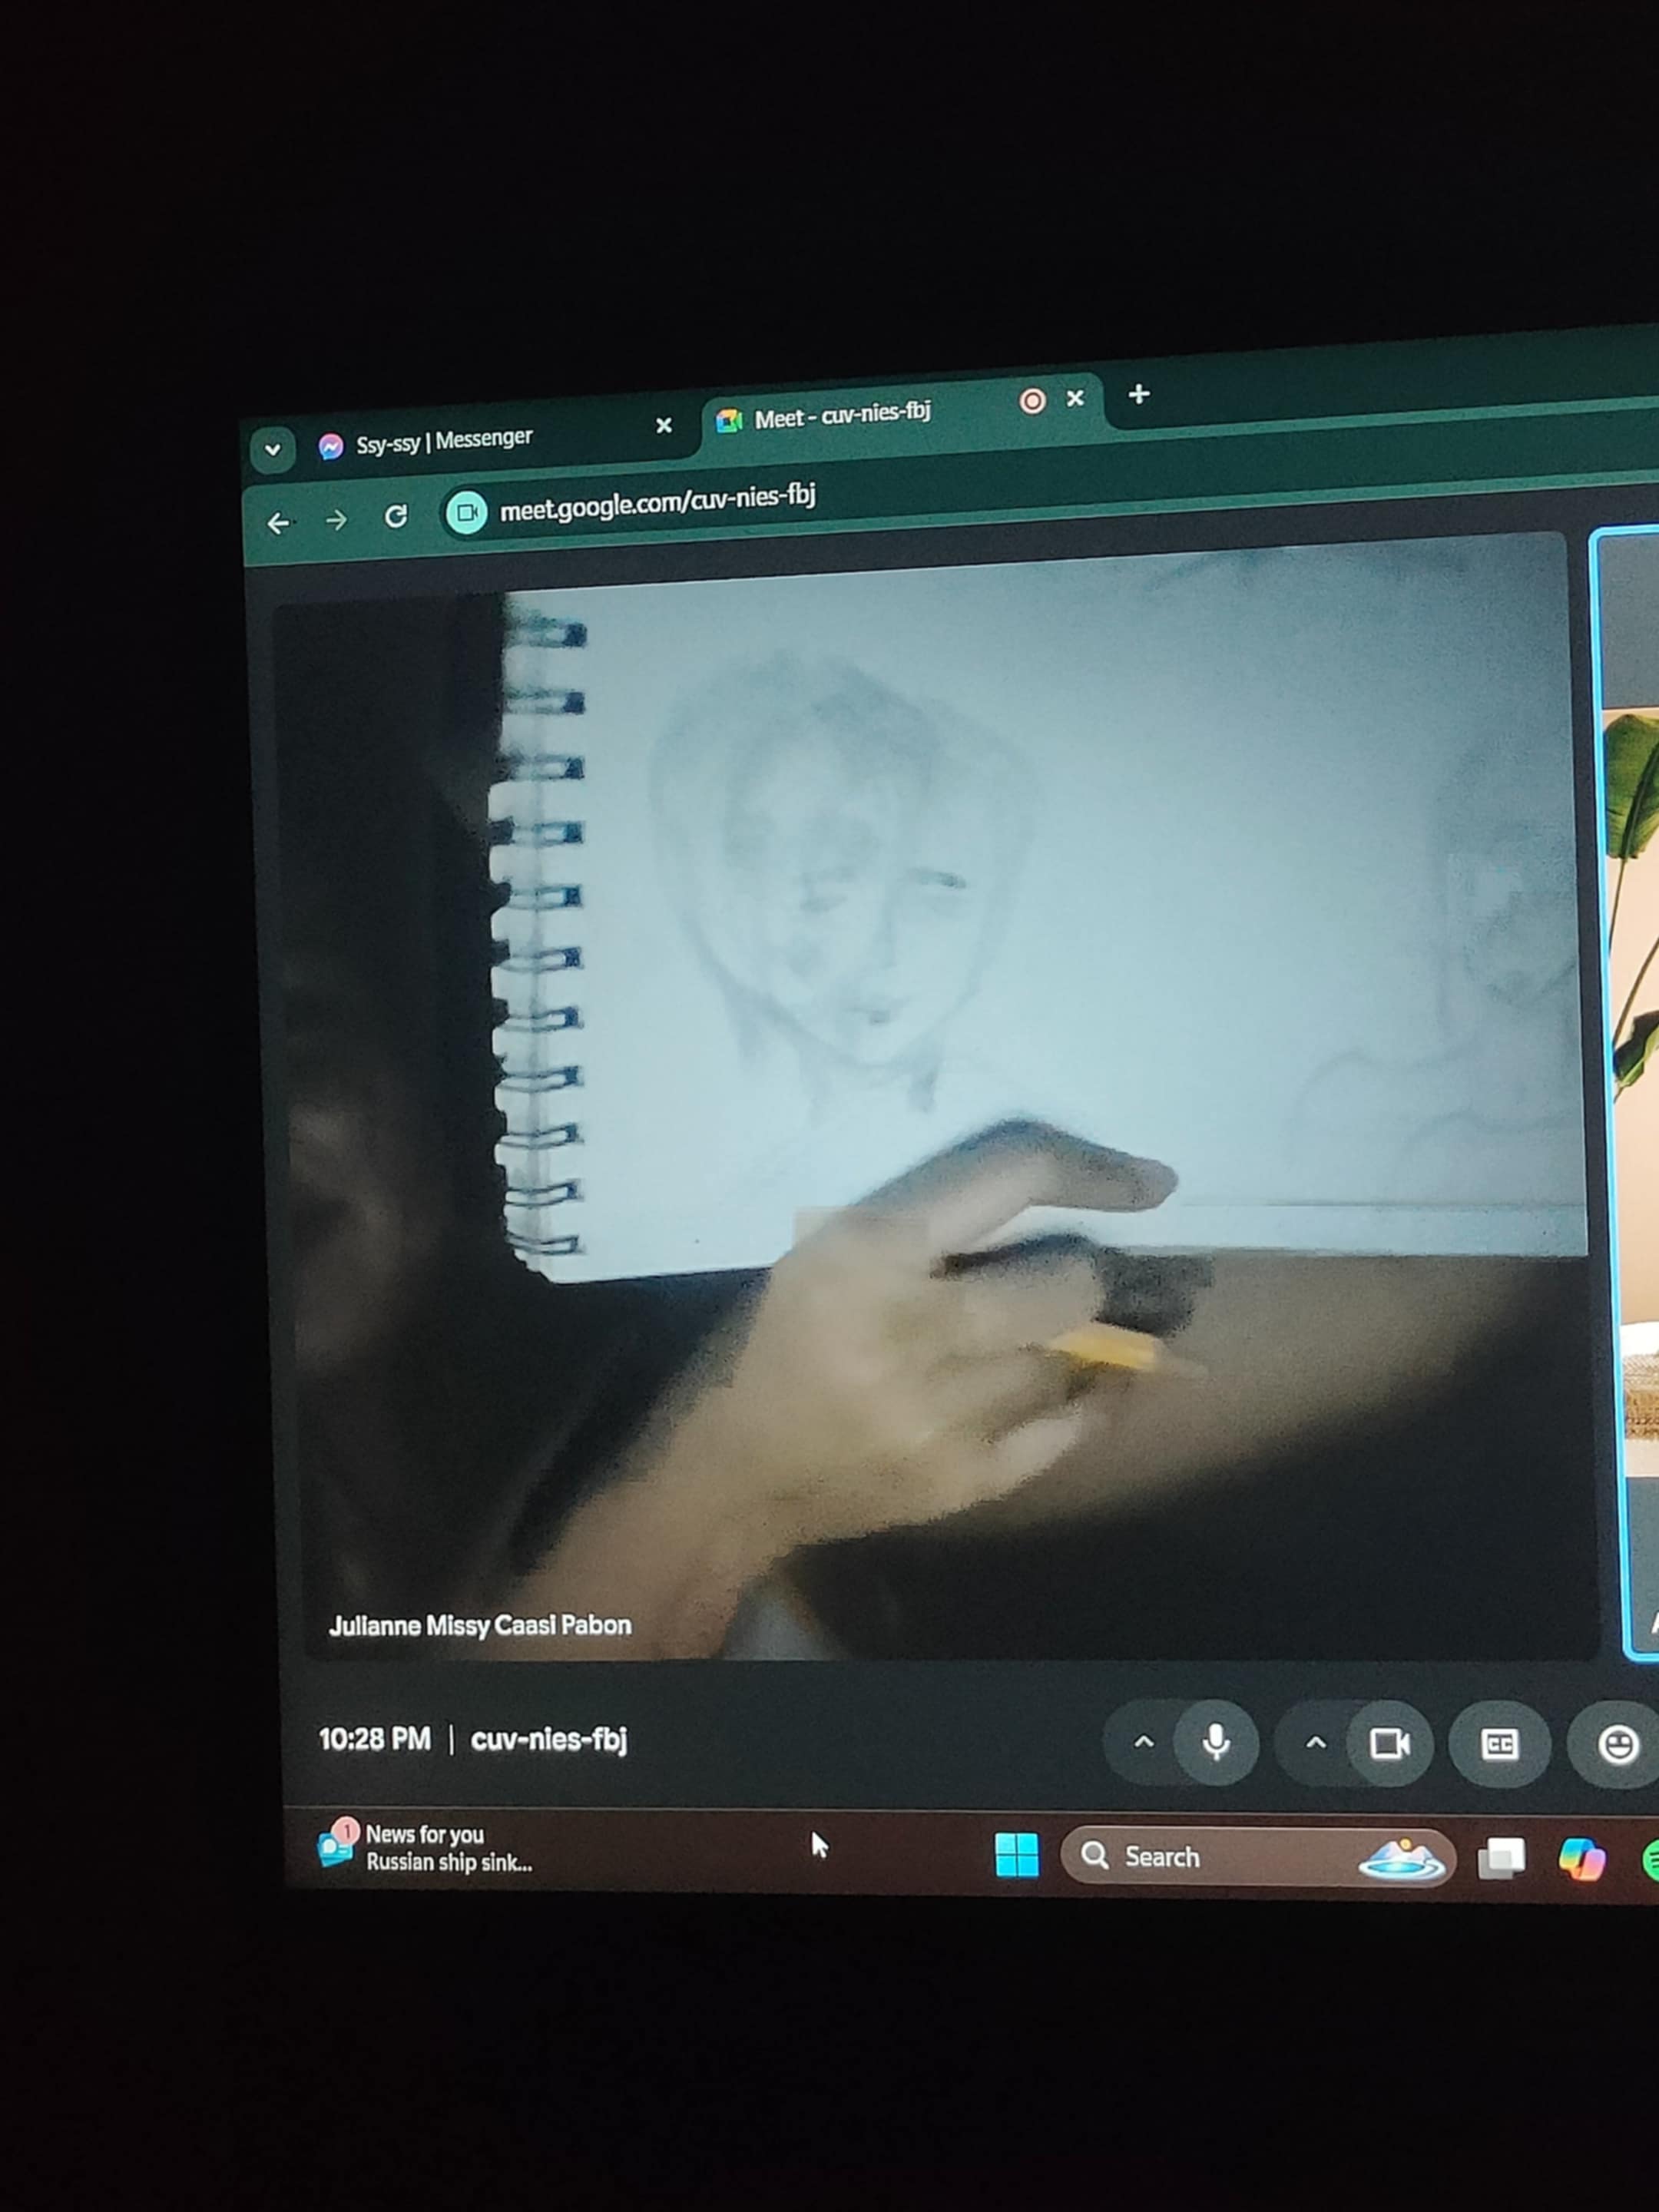 Ssy-ssy | Messenger
Meet - cuv-nies-fbj
meet.google.com/cuv-nies-fbj
Julianne Missy Caasi Pabon
10:28 PM | cuv-nies-fbj
CC
1
News for you
Russian ship sink...
Search